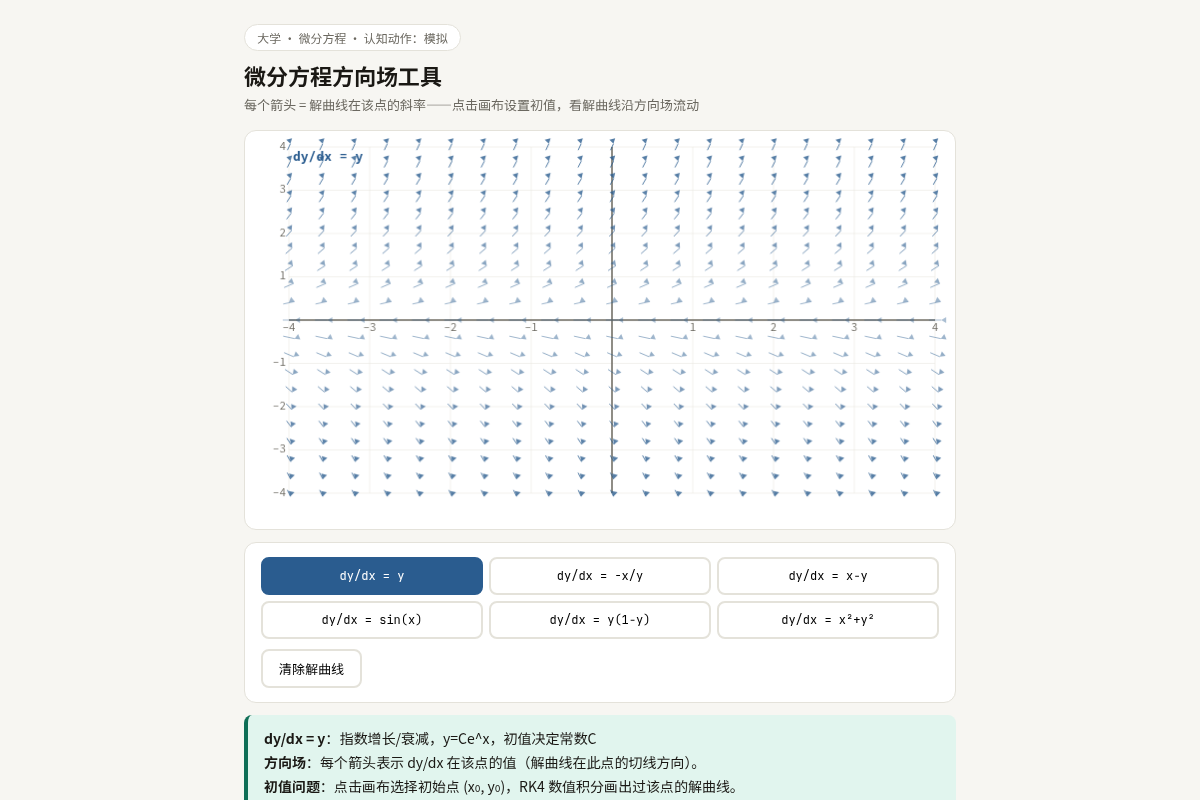 大学 · 微分方程 · 认知动作：模拟
微分方程方向场工具
每个箭头 = 解曲线在该点的斜率——点击画布设置初值，看解曲线沿方向场流动
dy/dx = y
4
3
2
1
−4 −3 −2 −1 1 2 3 4
−1
−2
−3
−4
dy/dx = y
dy/dx = -x/y
dy/dx = x-y
dy/dx = sin(x)
dy/dx = y(1-y)
dy/dx = x²+y²
清除解曲线
dy/dx = y：指数增长/衰减，y=Ce^x，初值决定常数C
方向场：每个箭头表示 dy/dx 在该点的值（解曲线在此点的切线方向）。
初值问题：点击画布选择初始点 (x₀, y₀)，RK4 数值积分画出过该点的解曲线。